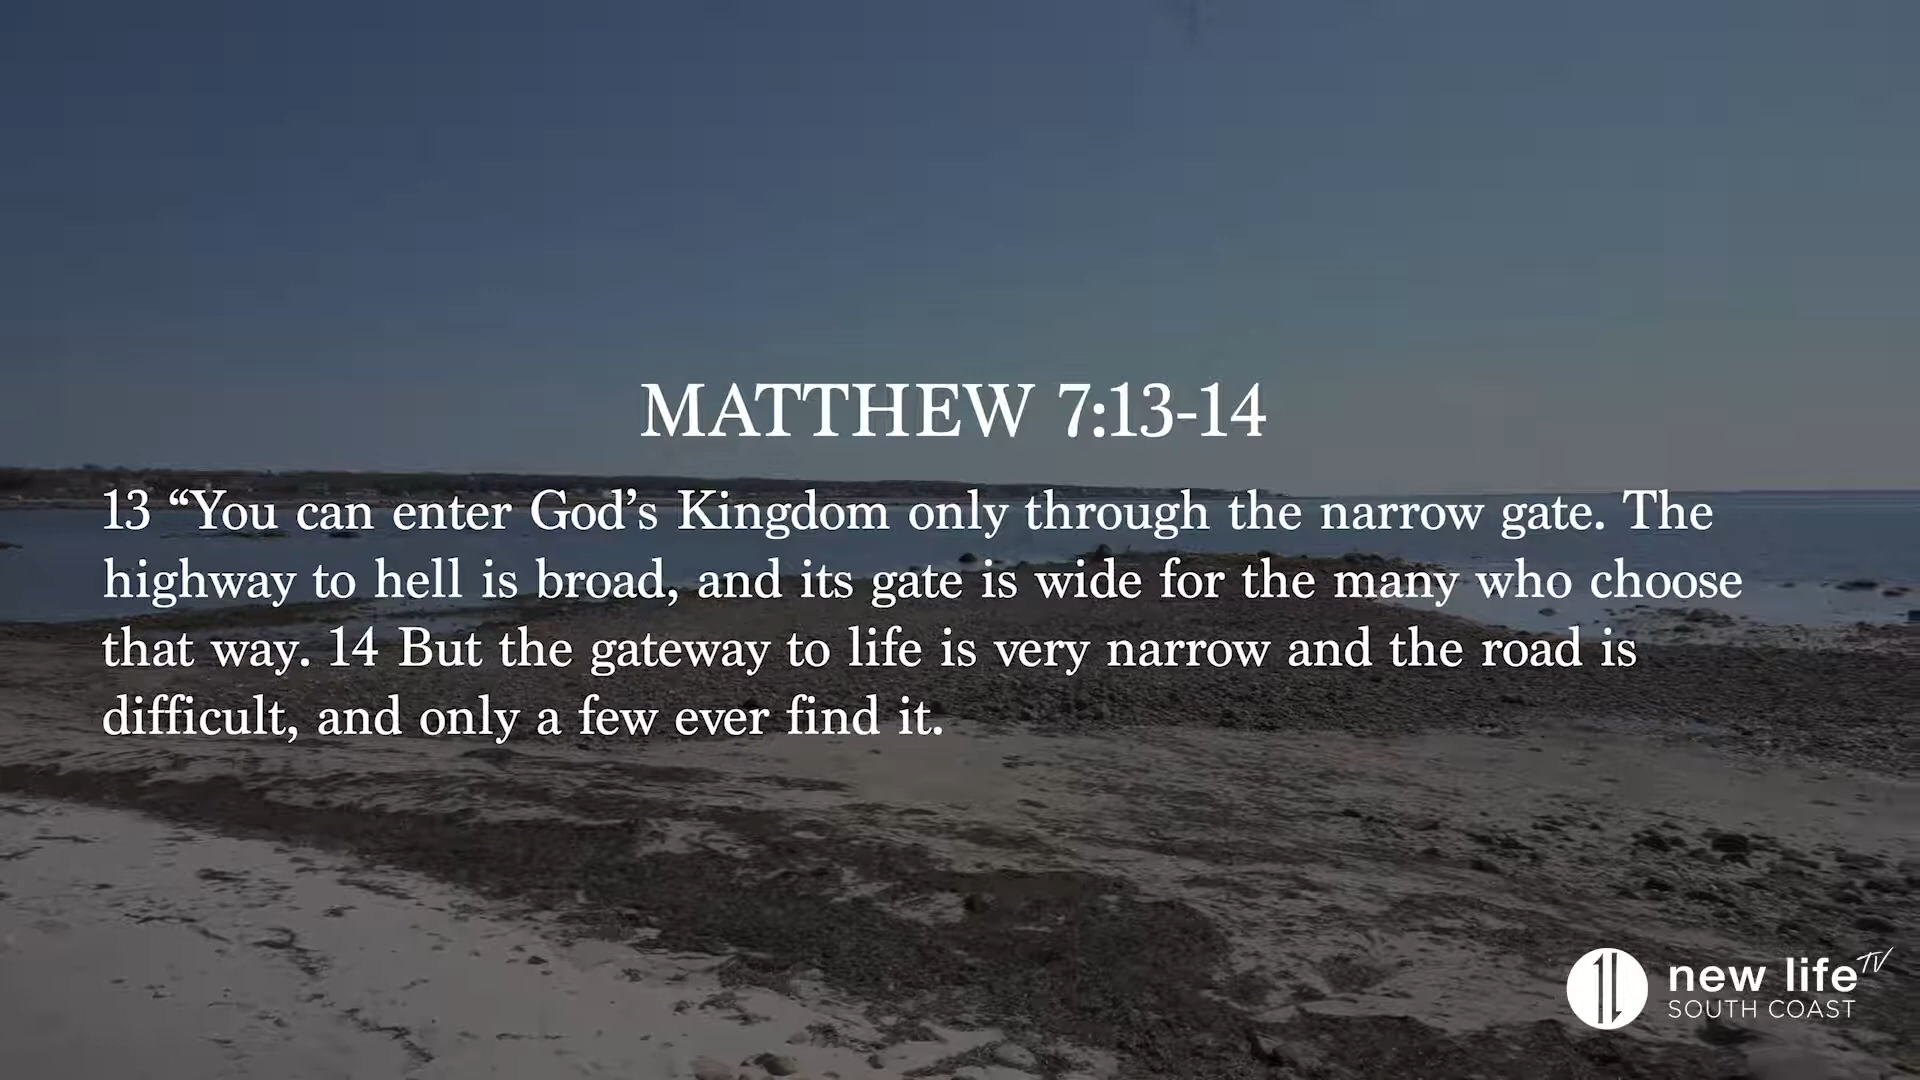 MATTHEW 7:13-14
13 “You can enter God’s Kingdom only through the narrow gate. The
highway to hell is broad, and its gate is wide for the many who choose
that way. 14 But the gateway to life is very narrow and the road is
difficult, and only a few ever find it.
new life TV
SOUTH COAST